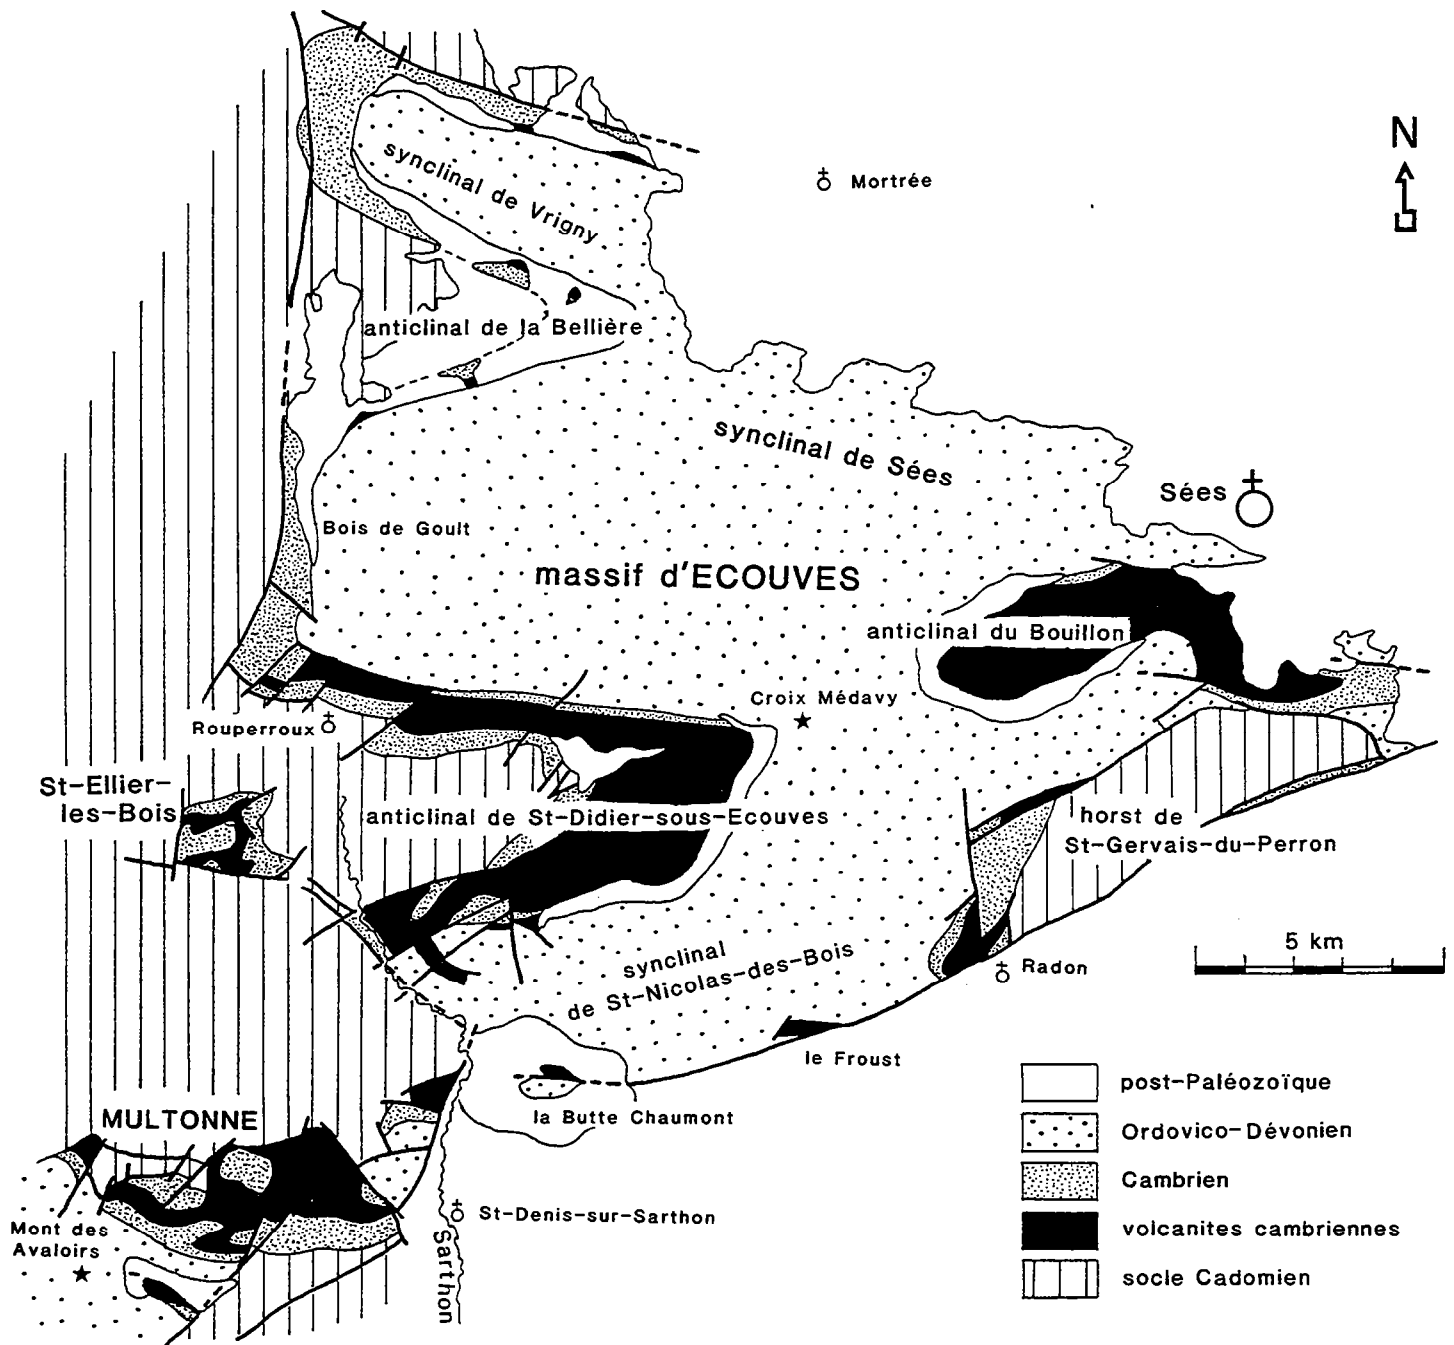 N
Mortrée
synclinal de Vrigny
anticlinal de la Bellière
synclinal de Sées
Sées
Bois de Goult
massif d'ECOUVES
anticlinal du Bouillon
Croix Médavy
Rouperroux
St-Ellier-
les-Bois
anticlinal de St-Didier-sous-Ecouves
horst de
St-Gervais-du-Perron
synclinal
de St-Nicolas-des-Bois
5 km
Radon
le Froust
la Butte Chaumont
MULTONNE
St-Denis-sur-Sarthon
Sarthon
Mont des
Avaloirs
post-Paléozoïque
Ordovico-Dévonien
Cambrien
volcanites cambriennes
socle Cadomien